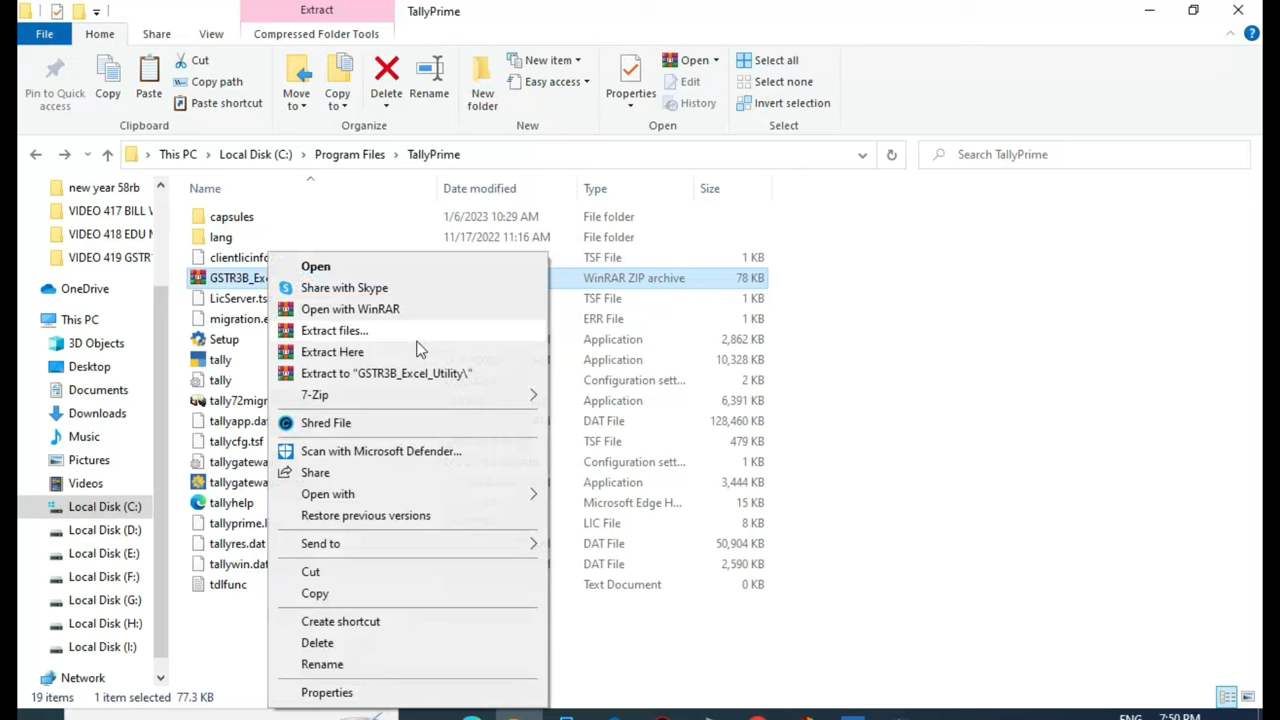 Extract
TallyPrime
File
Home
Share
View
Compressed Folder Tools
Pin to Quick access
Copy
Paste
Cut
Copy path
Paste shortcut
Move to
Copy to
Delete
Rename
New folder
New item
Easy access
Properties
Open
Edit
History
Select all
Select none
Invert selection
Clipboard
Organize
New
Open
Select
This PC
Local Disk (C:)
Program Files
TallyPrime
Search TallyPrime
Name
Date modified
Type
Size
new year 58rb
VIDEO 417 BILL
VIDEO 418 EDU
VIDEO 419 GSTR
OneDrive
This PC
3D Objects
Desktop
Documents
Downloads
Music
Pictures
Videos
Local Disk (C:)
Local Disk (D:)
Local Disk (E:)
Local Disk (F:)
Local Disk (G:)
Local Disk (H:)
Local Disk (I:)
Network
capsules 1/6/2023 10:29 AM File folder
lang 11/17/2022 11:16 AM File folder
clientlicinfo TSF File 1 KB
GSTR3B_Ex WinRAR ZIP archive 78 KB
LicServer.ts TSF File 1 KB
migration.e ERR File 1 KB
Setup Application 2,862 KB
tally Application 10,328 KB
tally Configuration sett... 2 KB
tally72migr Application 6,391 KB
tallyapp.da DAT File 128,460 KB
tallycfg.tsf TSF File 479 KB
tallygatewa Configuration sett... 1 KB
tallygatewa Application 3,444 KB
tallyhelp Microsoft Edge H... 15 KB
tallyprime.l LIC File 8 KB
tallyres.dat DAT File 50,904 KB
tallywin.dat DAT File 2,590 KB
tdlfunc Text Document 0 KB
Open
Share with Skype
Open with WinRAR
Extract files...
Extract Here
Extract to "GSTR3B_Excel_Utility\"
7-Zip
Shred File
Scan with Microsoft Defender...
Share
Open with
Restore previous versions
Send to
Cut
Copy
Create shortcut
Delete
Rename
Properties
19 items
1 item selected 77.3 KB
ENG
7:50 PM